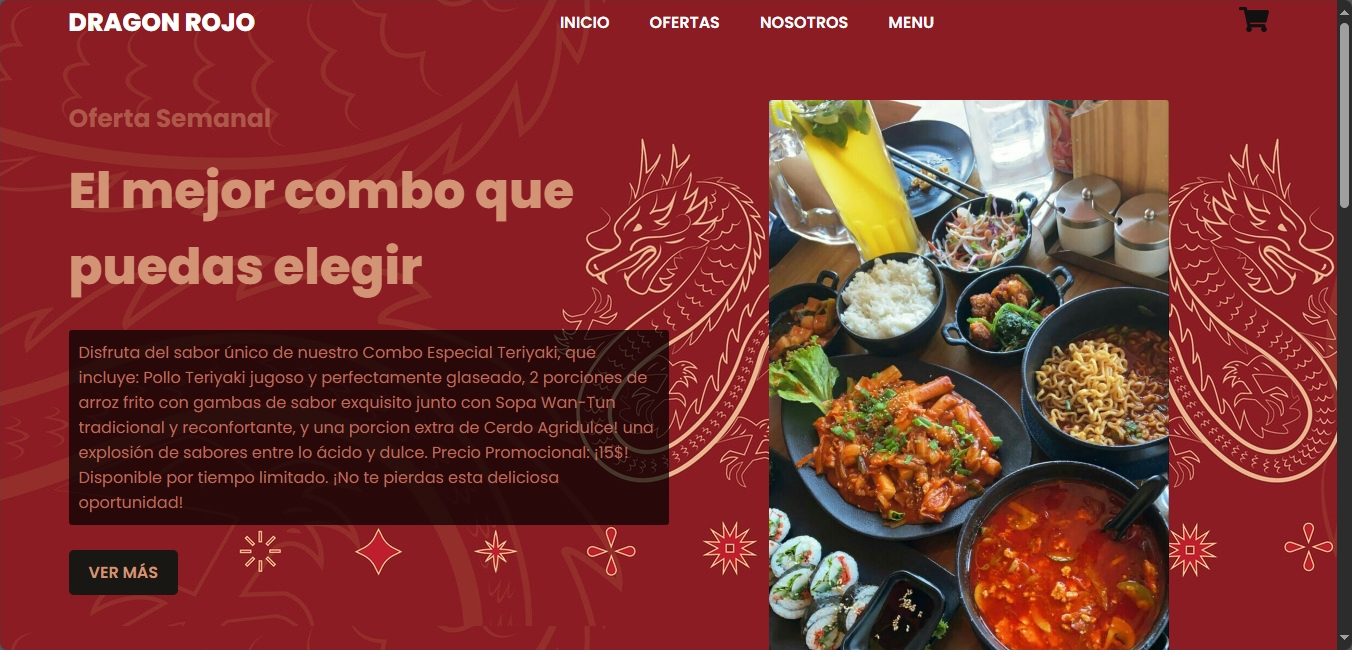 DRAGON ROJO
INICIO OFERTAS NOSOTROS MENU
Oferta Semanal
El mejor combo que
puedas elegir
Disfruta del sabor único de nuestro Combo Especial Teriyaki, que
incluye: Pollo Teriyaki jugoso y perfectamente glaseado, 2 porciones de
arroz frito con gambas de sabor exquisito junto con Sopa Wan-Tun
tradicional y reconfortante, y una porcion extra de Cerdo Agridulce! una
explosión de sabores entre lo ácido y dulce. Precio Promocional: ¡15$!
Disponible por tiempo limitado. ¡No te pierdas esta deliciosa
oportunidad!
VER MÁS